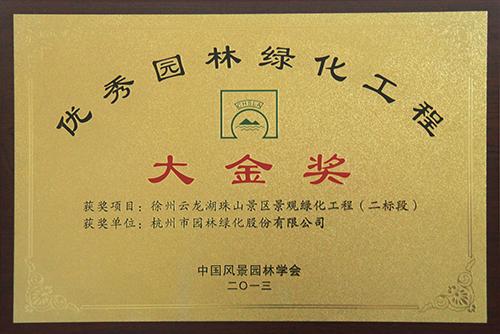 优秀园林绿化工程
CHSLA
大金奖
获奖项目：徐州云龙湖珠山景区景观绿化工程（二标段）
获奖单位：杭州市园林绿化股份有限公司
中国风景园林学会
二〇一三